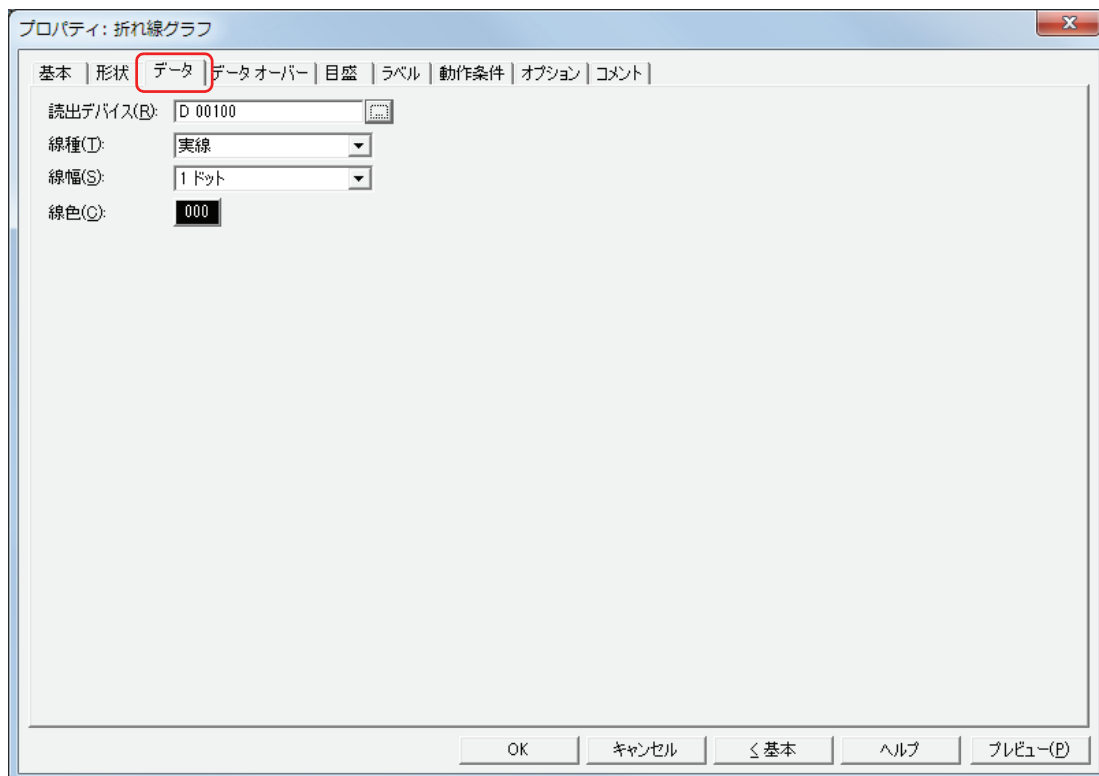 プロパティ: 折れ線グラフ
X
基本 形状 データ データ オーバー 目盛 ラベル 動作条件 オプション コメント
読出デバイス(R): D 00100 ...
線種(T): 実線
線幅(S): 1 ドット
線色(C): 000
OK キャンセル < 基本 ヘルプ プレビュー(P)